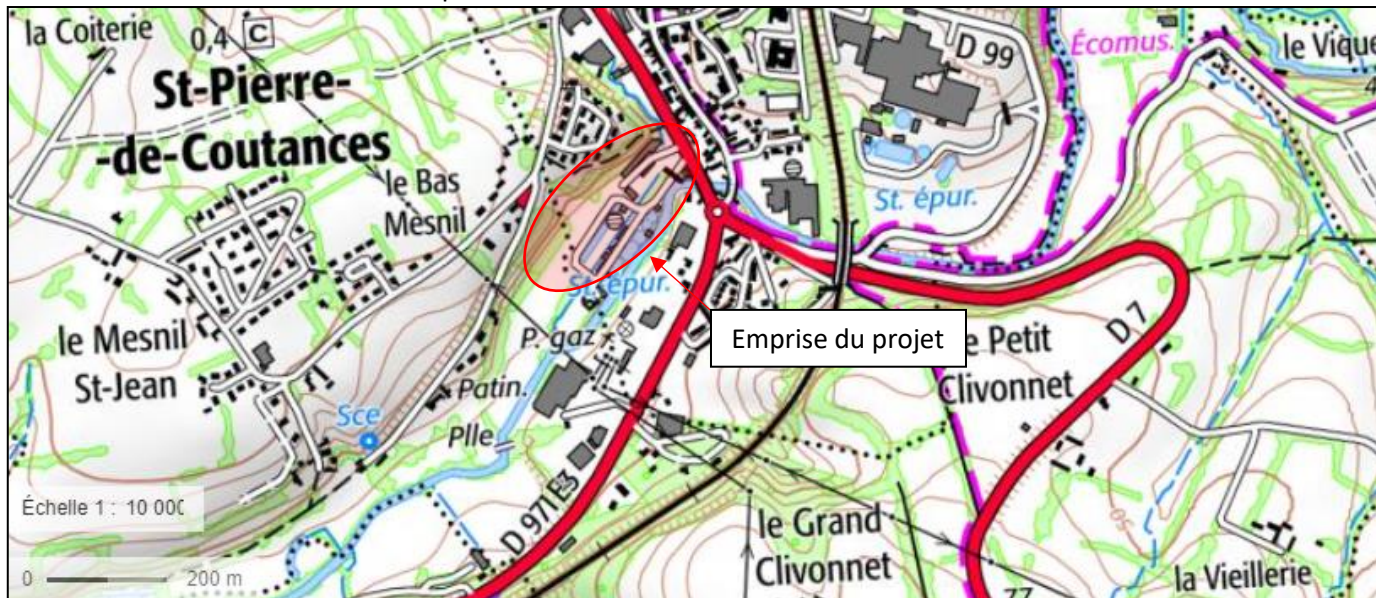 la Coiterie
0,4 C
D 99
Écomus.
le Vique
St-Pierre-
-de-Coutances
le Bas
Mesnil
St. épur.
St. épur.
Emprise du projet
D 7
le Petit
Clivonnet
le Mesnil
St-Jean
P. gaz
Patin.
Sce
Plle
Échelle 1 : 10 000
D 971E3
le Grand
Clivonnet
0 200 m
77
la Vieillerie